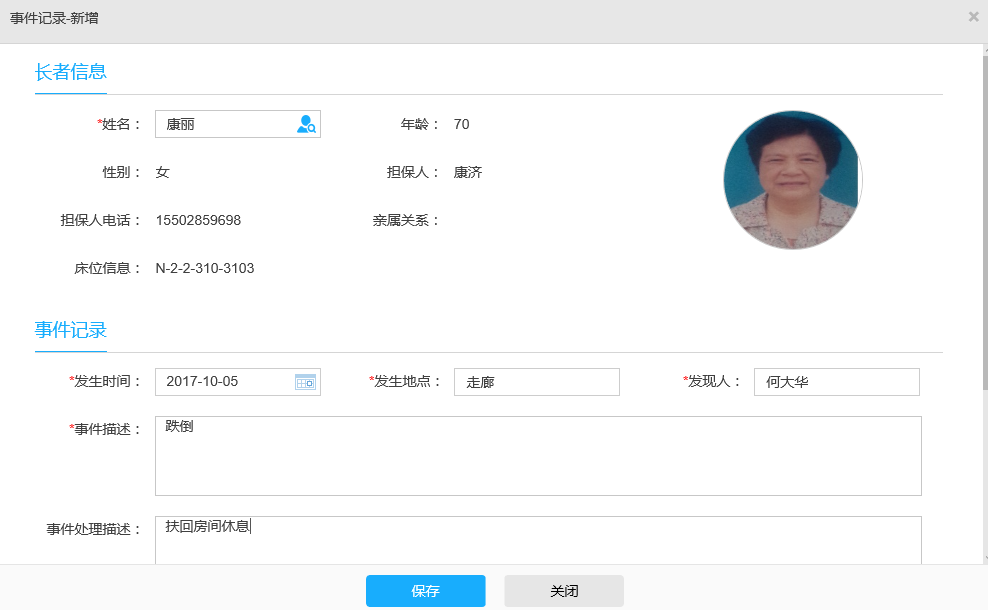 事件记录-新增
×
长者信息
*姓名： 康丽 年龄： 70
性别： 女 担保人： 康济
担保人电话： 15502859698 亲属关系：
床位信息： N-2-2-310-3103
事件记录
*发生时间： 2017-10-05 *发生地点： 走廊 *发现人： 何大华
*事件描述： 跌倒
事件处理描述： 扶回房间休息
保存 关闭